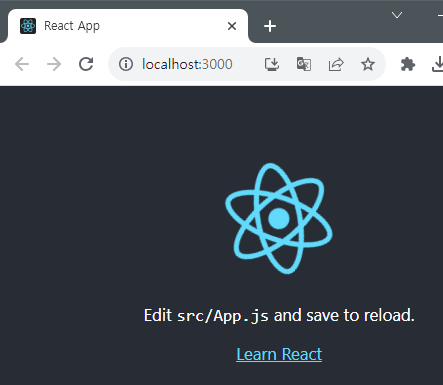 React App
localhost:3000
Edit src/App.js and save to reload.
Learn React